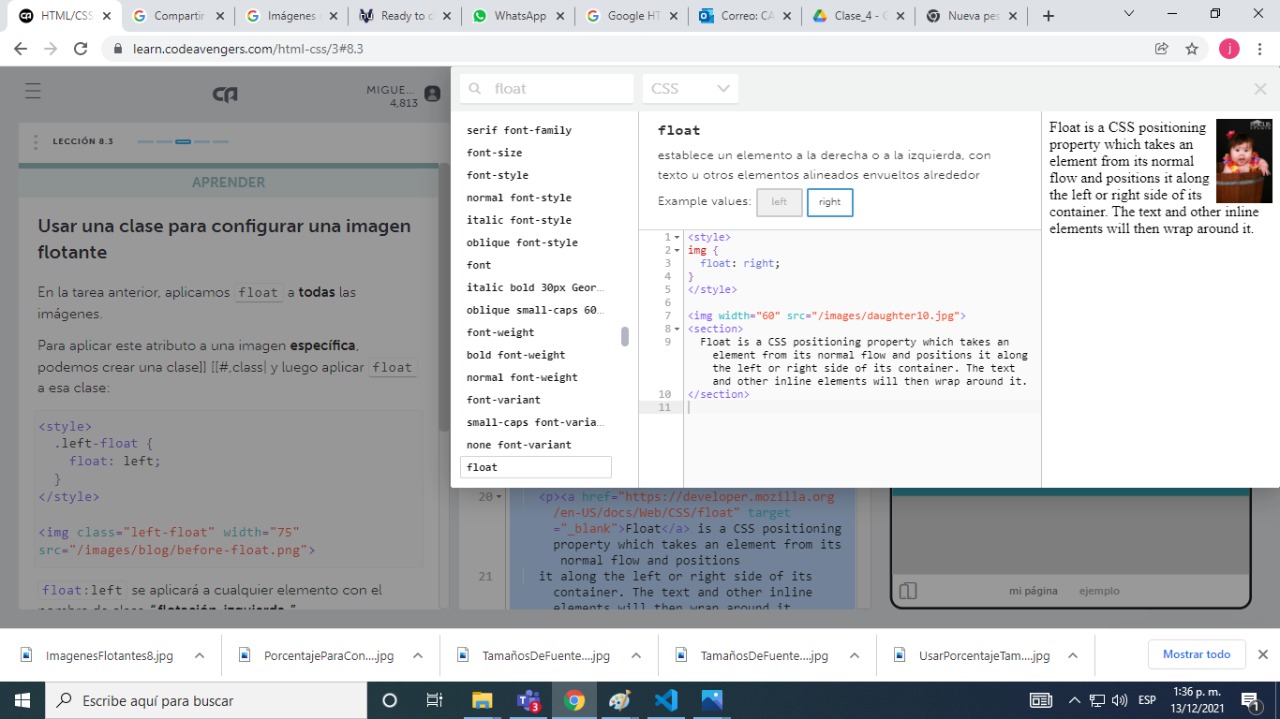 HTML/CSS
Compartir
Imágenes
Ready to c
WhatsApp
Google HT
Correo: CA
Clase_4 - G
Nueva pes
learn.codeavengers.com/html-css/3#8.3
MIGUE...
4,813
LECCIÓN 8.3
APRENDER
Usar una clase para configurar una imagen
flotante
En la tarea anterior, aplicamos float a todas las
imágenes.
Para aplicar este atributo a una imagen específica,
podemos crear una clase]] [[#.class| y luego aplicar float
a esa clase:
<style>
.left-float {
float: left;
}
</style>
<img class="left-float" width="75"
src="/images/blog/before-float.png">
float:left se aplicará a cualquier elemento con el
nombre de clase "flotación izquierda."
float
CSS
serif font-family
font-size
font-style
normal font-style
italic font-style
oblique font-style
font
italic bold 30px Geor...
oblique small-caps 60...
font-weight
bold font-weight
normal font-weight
font-variant
small-caps font-varia...
none font-variant
float
float
establece un elemento a la derecha o a la izquierda, con
texto u otros elementos alineados envueltos alrededor
Example values: left right
1 <style>
2 img {
3 float: right;
4 }
5 </style>
6
7 <img width="60" src="/images/daughter10.jpg">
8 <section>
9 Float is a CSS positioning property which takes an
element from its normal flow and positions it along
the left or right side of its container. The text
and other inline elements will then wrap around it.
10 </section>
11
Float is a CSS positioning
property which takes an
element from its normal
flow and positions it along
the left or right side of its
container. The text and other inline
elements will then wrap around it.
20 <p><a href="https://developer.mozilla.org
/en-US/docs/Web/CSS/float" target
="_blank">Float</a> is a CSS positioning
property which takes an element from its
normal flow and positions
21 it along the left or right side of its
container. The text and other inline
elements will then wrap around it.
mi página ejemplo
ImagenesFlotantes8.jpg
PorcentajeParaCon....jpg
TamañosDeFuente....jpg
TamañosDeFuente....jpg
UsarPorcentajeTam....jpg
Mostrar todo
Escribe aquí para buscar
3
ESP
1:36 p. m.
13/12/2021
1